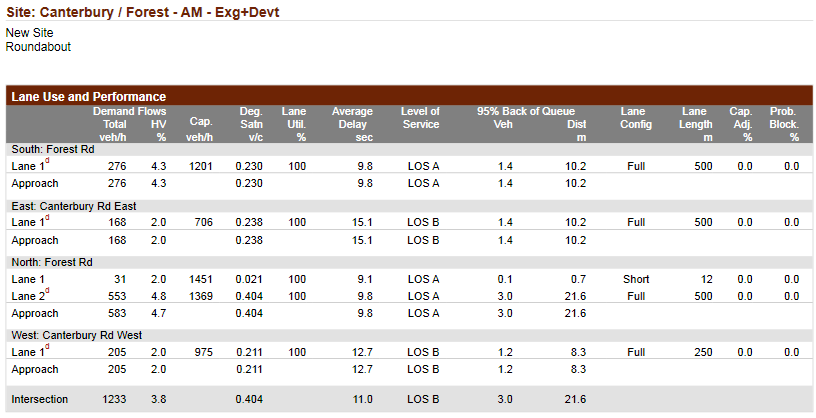 Site: Canterbury / Forest - AM - Exg+Devt
New Site
Roundabout
Lane Use and Performance
Demand Flows Deg. Lane Average Level of 95% Back of Queue Lane Lane Cap. Prob.
Total HV Cap. Satn Util. Delay Service Veh Dist Config Length Adj. Block.
veh/h % veh/h v/c % sec m m % %
South: Forest Rd
Lane 1d 276 4.3 1201 0.230 100 9.8 LOS A 1.4 10.2 Full 500 0.0 0.0
Approach 276 4.3 0.230 9.8 LOS A 1.4 10.2
East: Canterbury Rd East
Lane 1d 168 2.0 706 0.238 100 15.1 LOS B 1.4 10.2 Full 500 0.0 0.0
Approach 168 2.0 0.238 15.1 LOS B 1.4 10.2
North: Forest Rd
Lane 1 31 2.0 1451 0.021 100 9.1 LOS A 0.1 0.7 Short 12 0.0 0.0
Lane 2d 553 4.8 1369 0.404 100 9.8 LOS A 3.0 21.6 Full 500 0.0 0.0
Approach 583 4.7 0.404 9.8 LOS A 3.0 21.6
West: Canterbury Rd West
Lane 1d 205 2.0 975 0.211 100 12.7 LOS B 1.2 8.3 Full 250 0.0 0.0
Approach 205 2.0 0.211 12.7 LOS B 1.2 8.3
Intersection 1233 3.8 0.404 11.0 LOS B 3.0 21.6